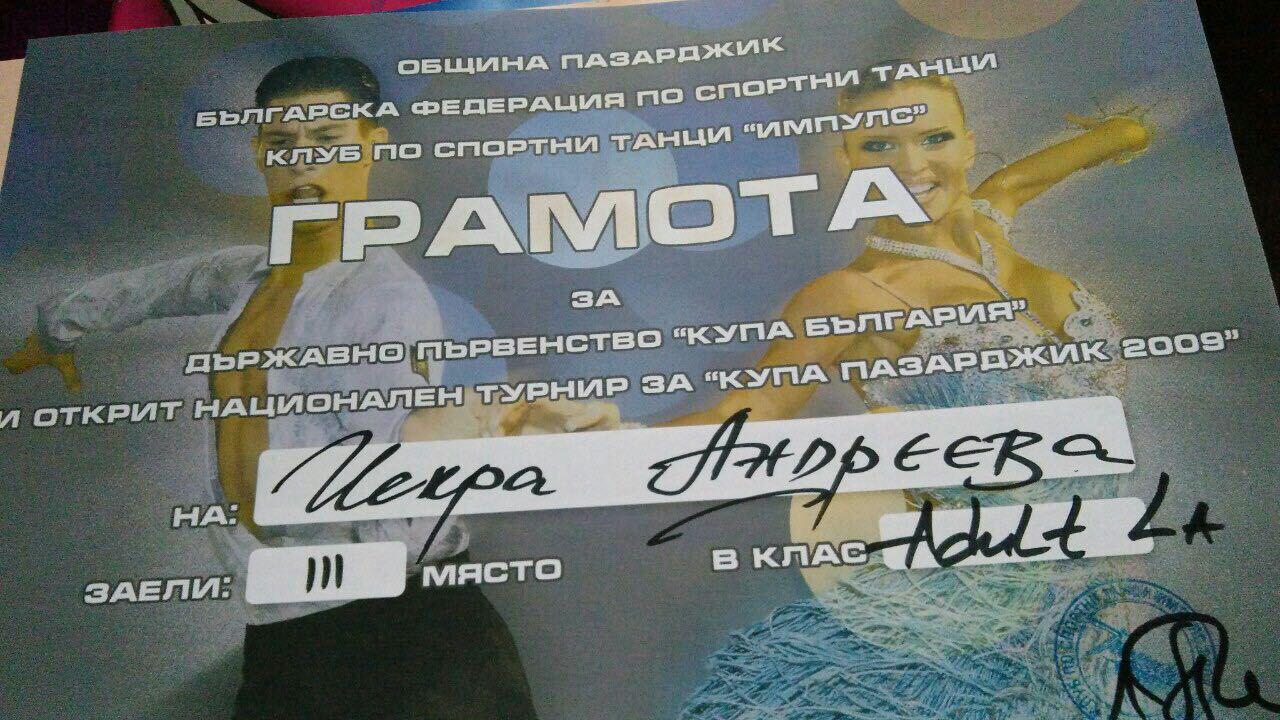 ОБЩИНА ПАЗАРДЖИК
БЪЛГАРСКА ФЕДЕРАЦИЯ ПО СПОРТНИ ТАНЦИ
КЛУБ ПО СПОРТНИ ТАНЦИ "ИМПУЛС"
ГРАМОТА
ЗА
ДЪРЖАВНО ПЪРВЕНСТВО "КУПА БЪЛГАРИЯ"
И ОТКРИТ НАЦИОНАЛЕН ТУРНИР ЗА "КУПА ПАЗАРДЖИК 2009"
НА: Искра Андреева
ЗАЕЛИ: III МЯСТО В КЛАС Adult LA